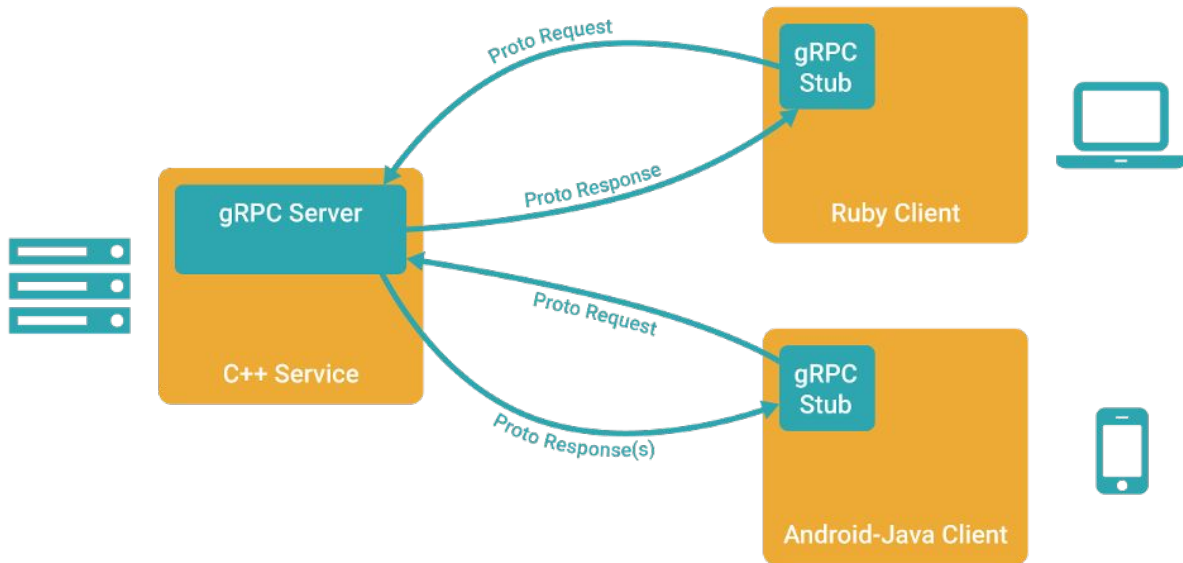 Proto Request
gRPC
Stub
Proto Response
Ruby Client
gRPC Server
C++ Service
Proto Request
gRPC
Stub
Proto Response(s)
Android-Java Client